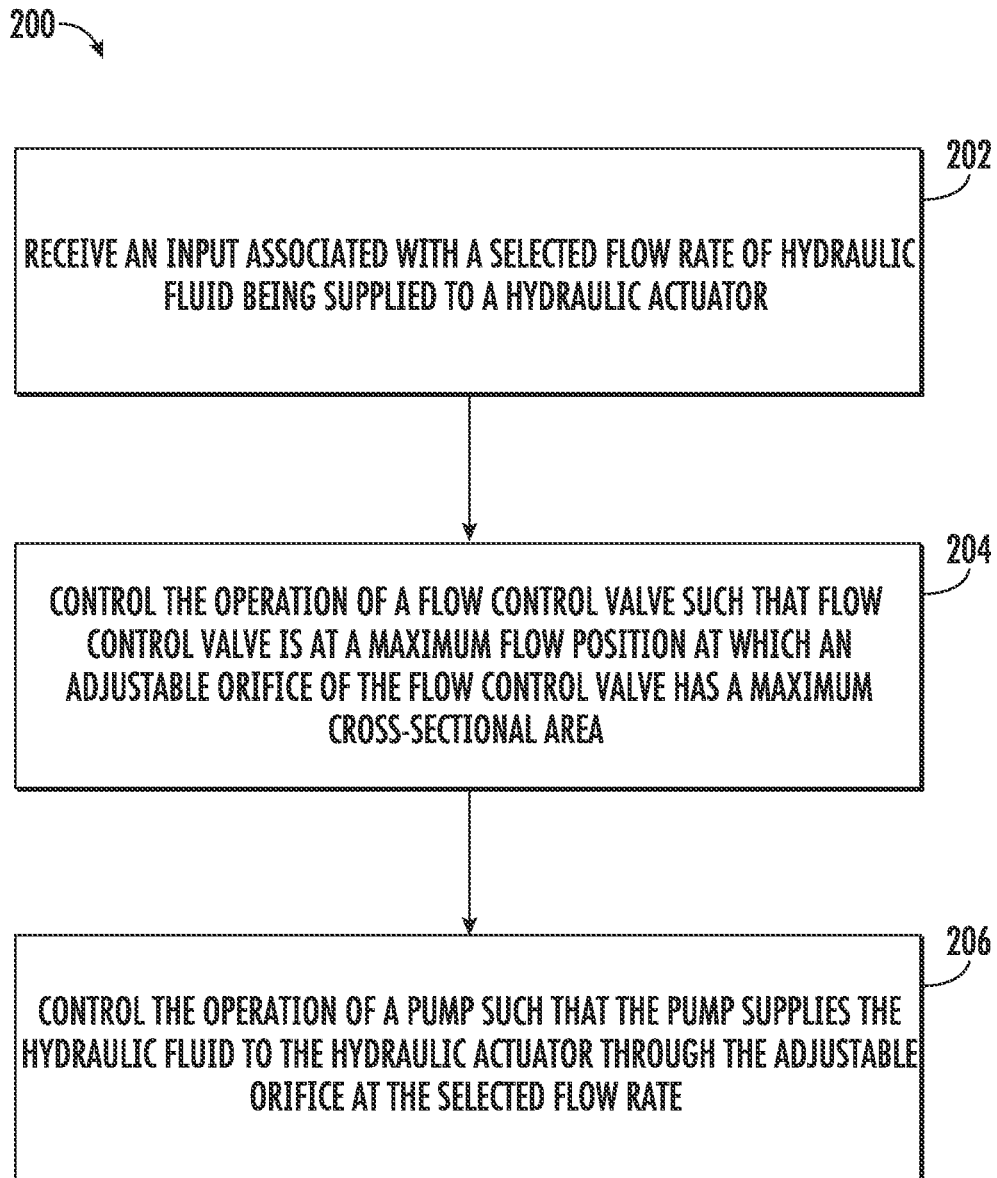 200
202
RECEIVE AN INPUT ASSOCIATED WITH A SELECTED FLOW RATE OF HYDRAULIC
FLUID BEING SUPPLIED TO A HYDRAULIC ACTUATOR
204
CONTROL THE OPERATION OF A FLOW CONTROL VALVE SUCH THAT FLOW
CONTROL VALVE IS AT A MAXIMUM FLOW POSITION AT WHICH AN
ADJUSTABLE ORIFICE OF THE FLOW CONTROL VALVE HAS A MAXIMUM
CROSS-SECTIONAL AREA
206
CONTROL THE OPERATION OF A PUMP SUCH THAT THE PUMP SUPPLIES THE
HYDRAULIC FLUID TO THE HYDRAULIC ACTUATOR THROUGH THE ADJUSTABLE
ORIFICE AT THE SELECTED FLOW RATE